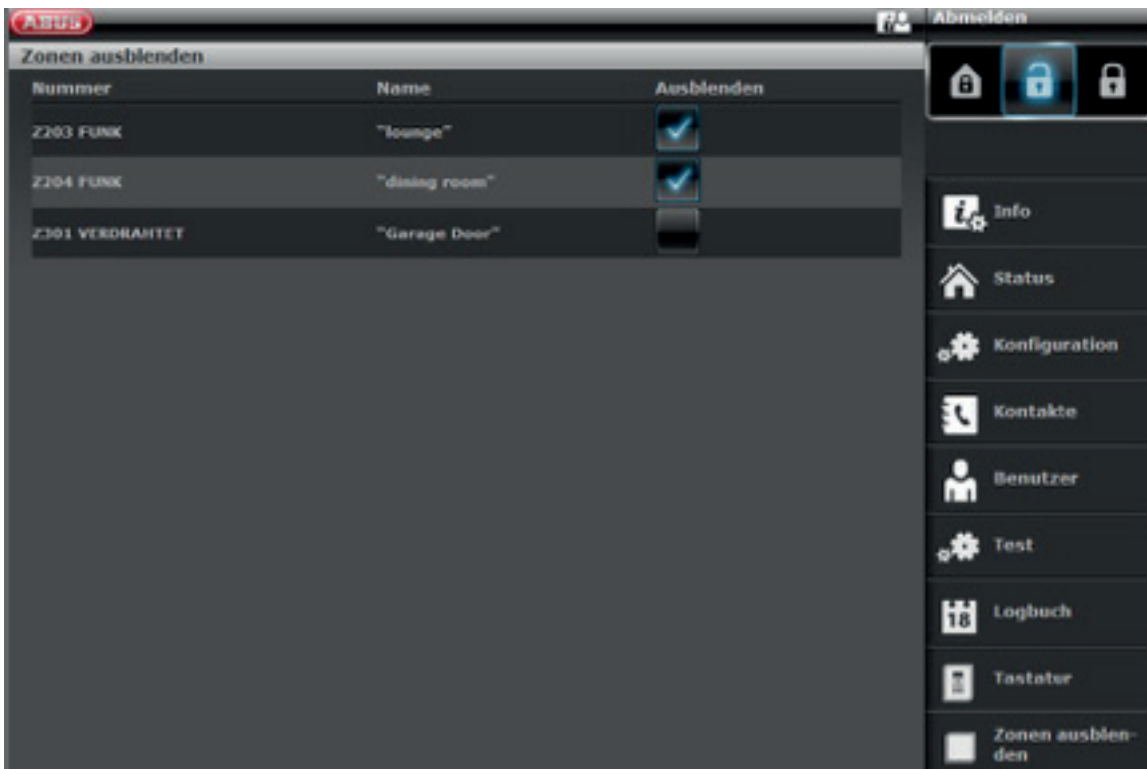 ABUS
Abmelden
Zonen ausblenden
Nummer Name Ausblenden
Z203 FUNK "lounge"
Z204 FUNK "dining room"
Z301 VERDRAHTET "Garage Door"
Info
Status
Konfiguration
Kontakte
Benutzer
Test
18 Logbuch
Tastatur
Zonen ausblen-
den